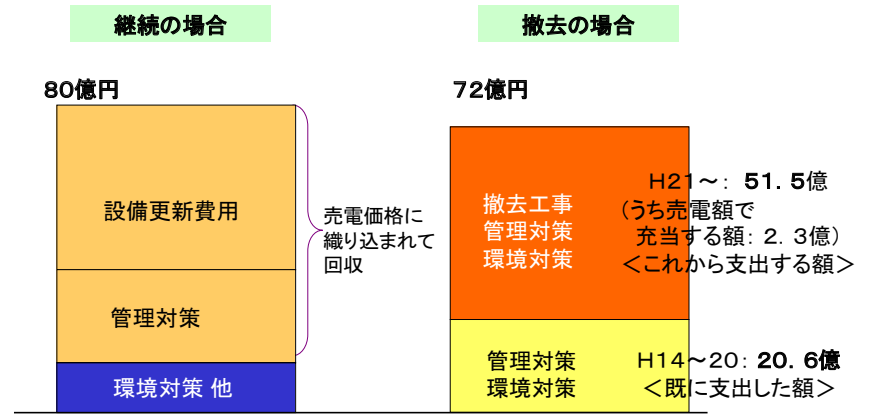 継続の場合
80億円
設備更新費用
管理対策
環境対策 他
売電価格に
織り込まれて
回収
撤去の場合
72億円
撤去工事
管理対策
環境対策
H21～: 51.5億
(うち売電額で
充当する額: 2.3億)
＜これから支出する額＞
管理対策
環境対策
H14～20: 20.6億
＜既に支出した額＞